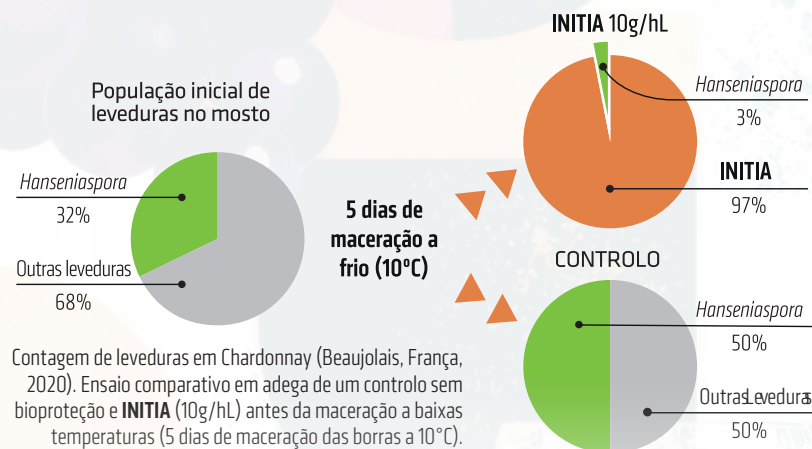 INITIA 10g/hL
População inicial de
leveduras no mosto
Hanseniaspora
32%
Outras leveduras
68%
5 dias de
maceração a
frio (10ºC)
Hanseniaspora
3%
INITIA
97%
CONTROLO
Hanseniaspora
50%
Outras Leveduras
50%
Contagem de leveduras em Chardonnay (Beaujolais, França,
2020). Ensaio comparativo em adega de um controlo sem
bioproteção e INITIA (10g/hL) antes da maceração a baixas
temperaturas (5 dias de maceração das borras a 10°C).